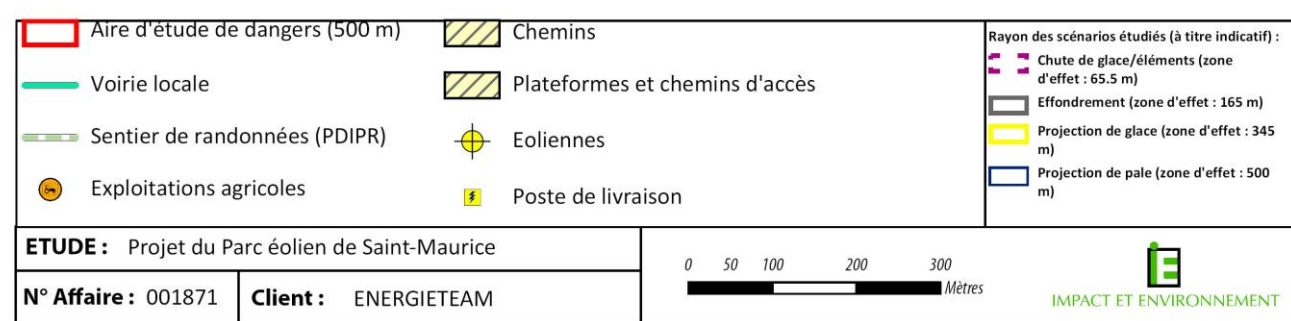 Aire d'étude de dangers (500 m)
Voirie locale
Sentier de randonnées (PDIPR)
Exploitations agricoles
Chemins
Plateformes et chemins d'accès
Eoliennes
Poste de livraison
Rayon des scénarios étudiés (à titre indicatif) :
Chute de glace/éléments (zone
d'effet : 65.5 m)
Effondrement (zone d'effet : 165 m)
Projection de glace (zone d'effet : 345
m)
Projection de pale (zone d'effet : 500
m)
ETUDE : Projet du Parc éolien de Saint-Maurice
N° Affaire : 001871 Client : ENERGIETEAM
0 50 100 200 300
Mètres
iE
IMPACT ET ENVIRONNEMENT